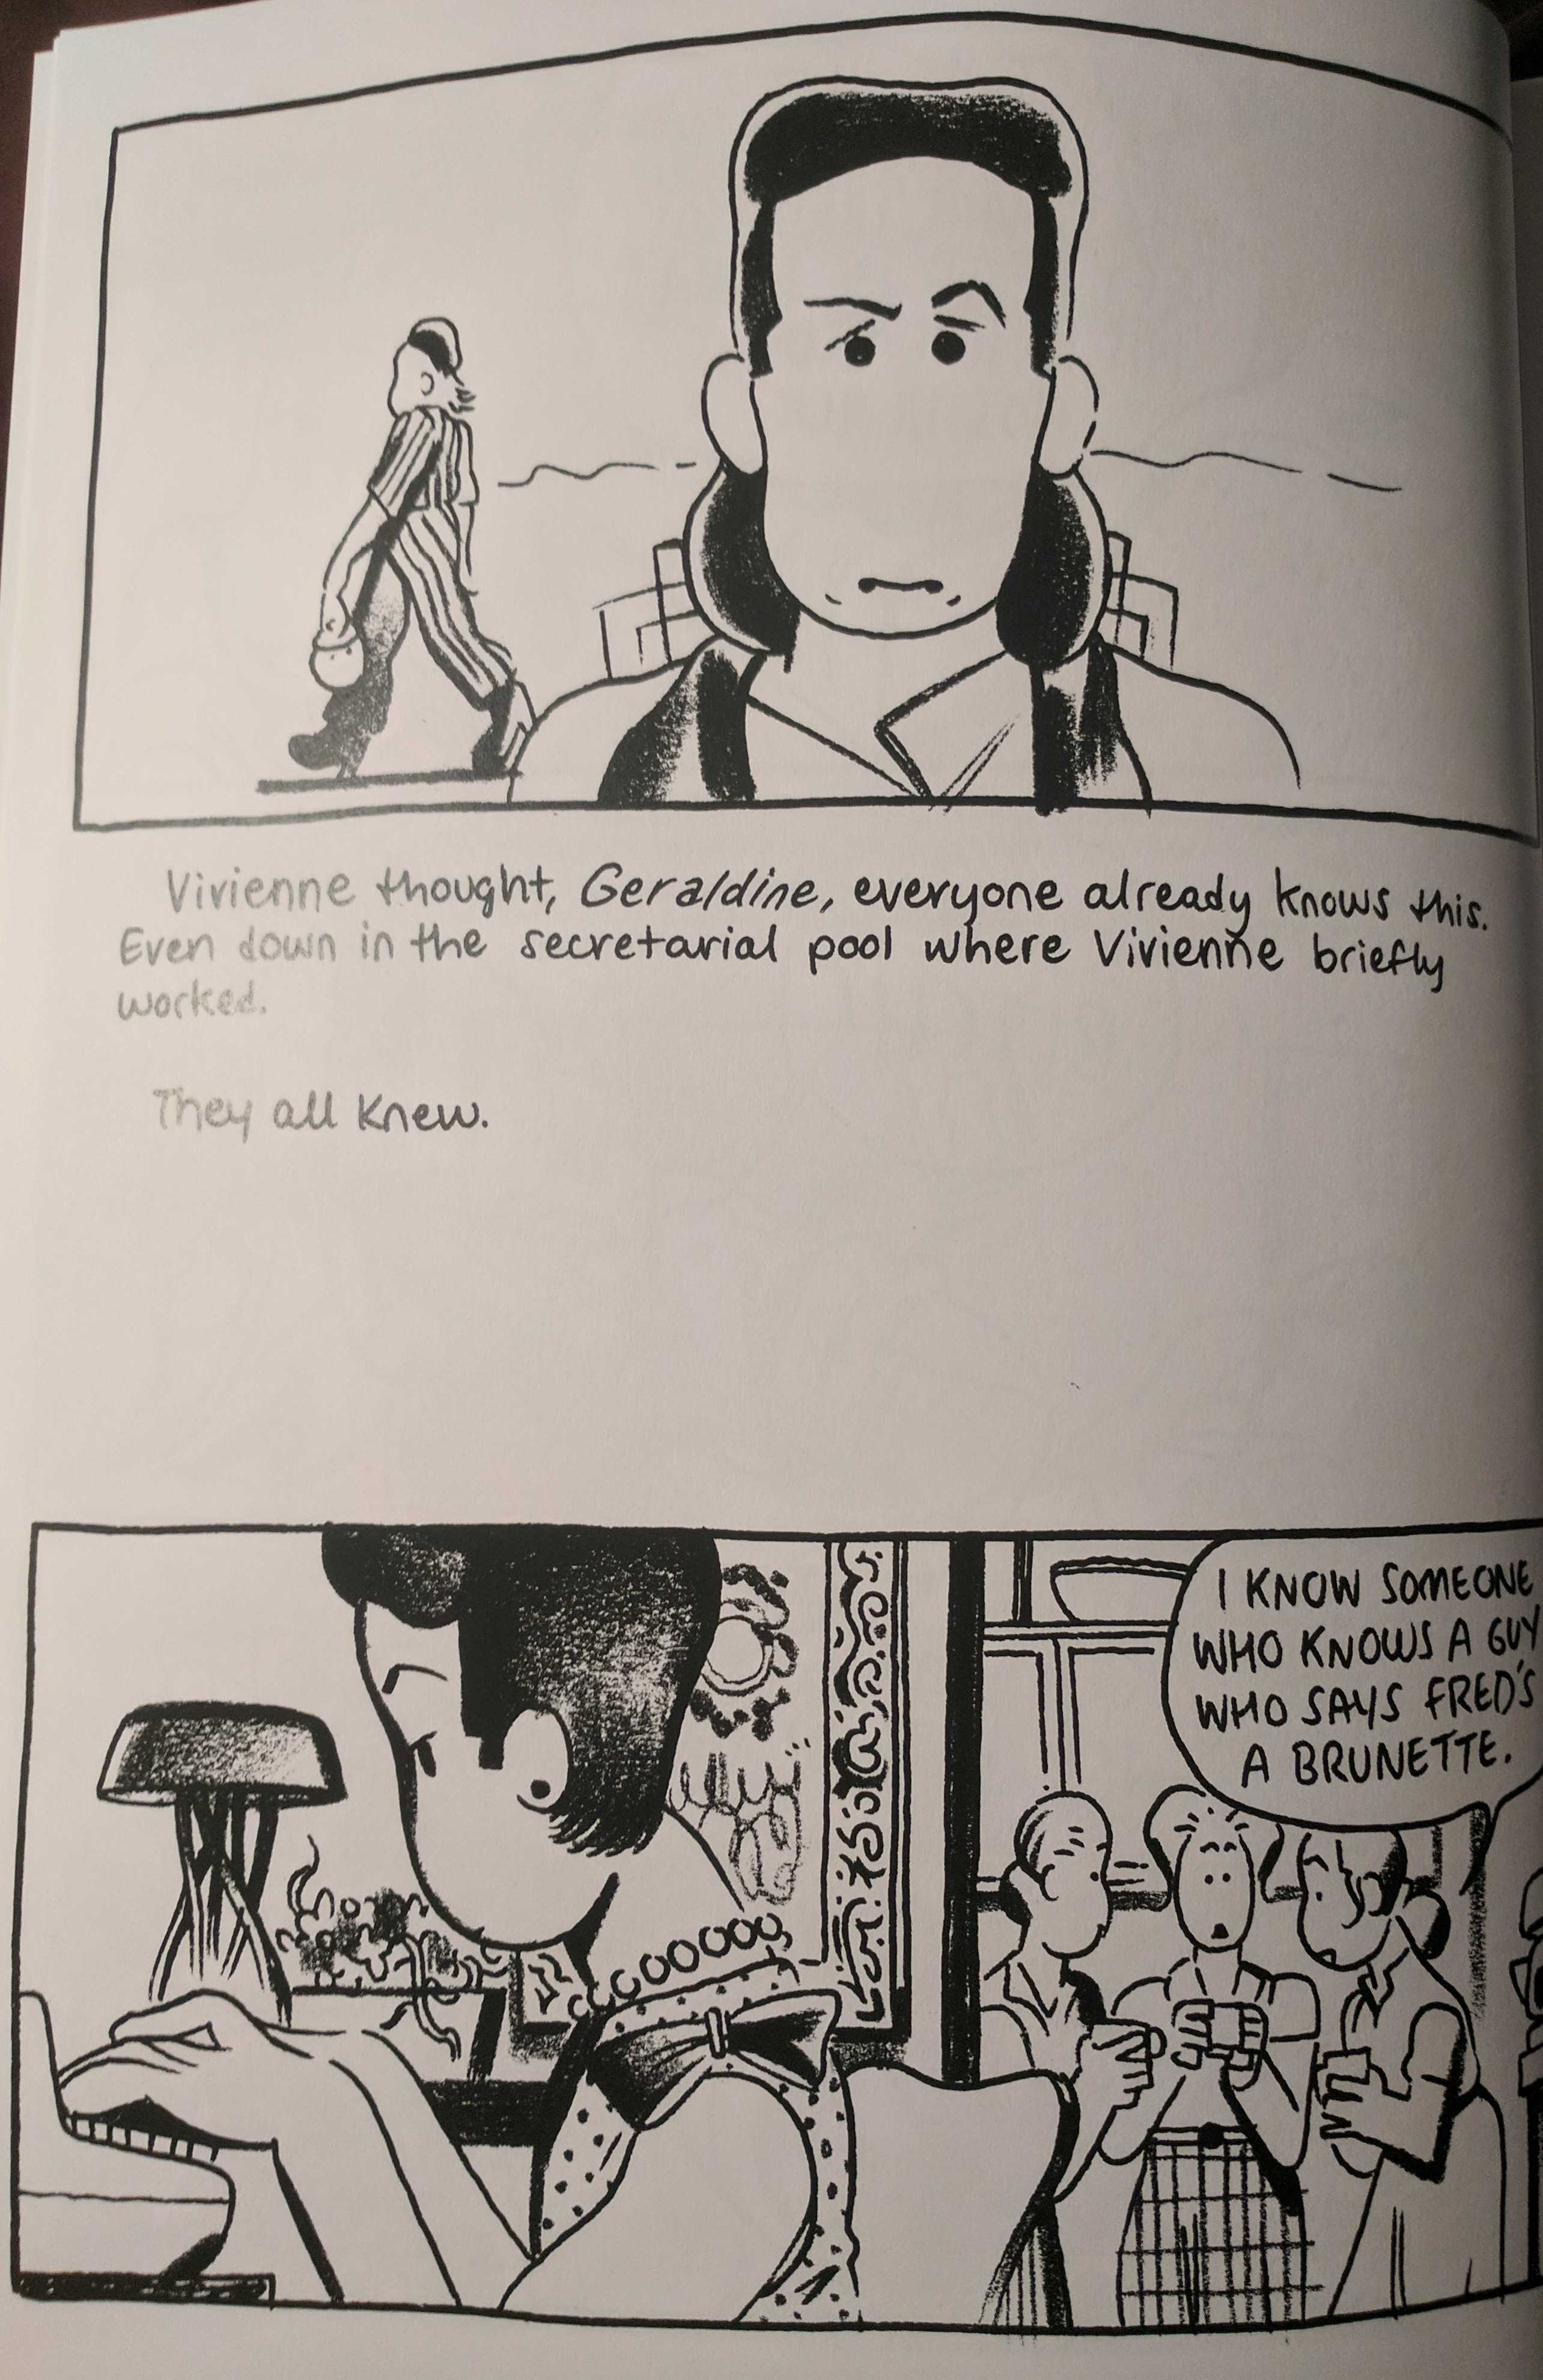 Vivienne thought, Geraldine, everyone already knows this.
Even down in the secretarial pool where Vivienne briefly
worked.
They all knew.
I KNOW SOMEONE
WHO KNOWS A GUY
WHO SAYS FRED'S
A BRUNETTE.